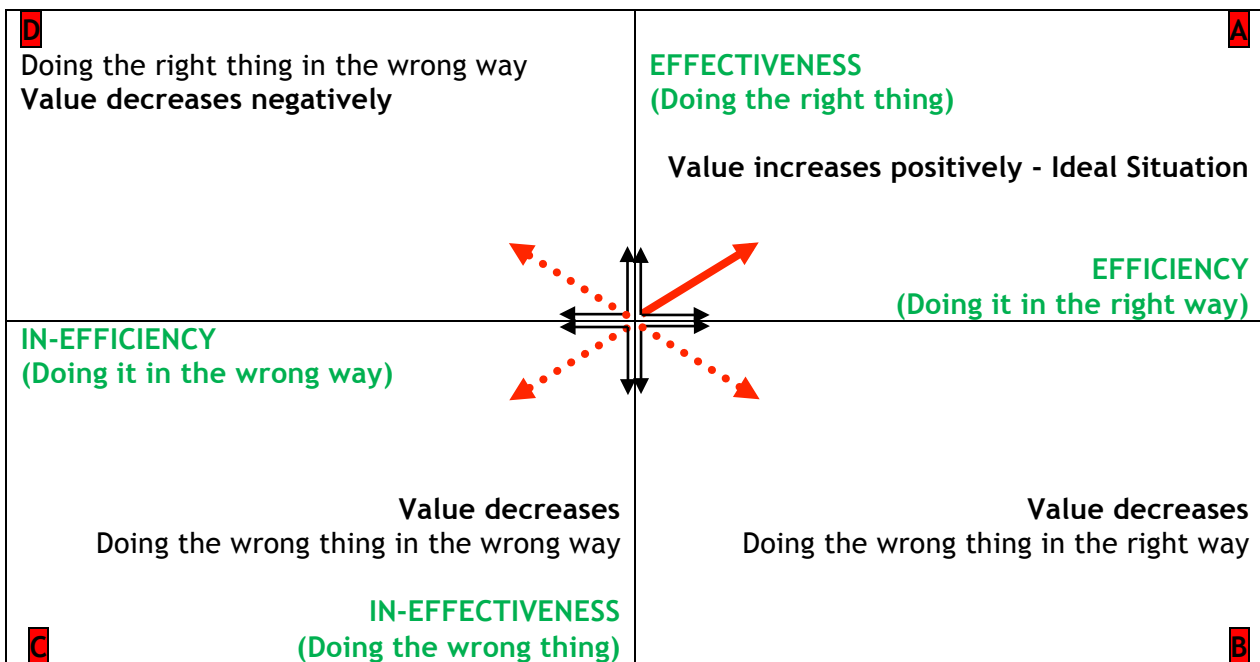 D
Doing the right thing in the wrong way
Value decreases negatively
A
EFFECTIVENESS
(Doing the right thing)
Value increases positively - Ideal Situation
EFFICIENCY
(Doing it in the right way)
IN-EFFICIENCY
(Doing it in the wrong way)
Value decreases
Doing the wrong thing in the wrong way
IN-EFFECTIVENESS
(Doing the wrong thing)
C
Value decreases
Doing the wrong thing in the right way
B